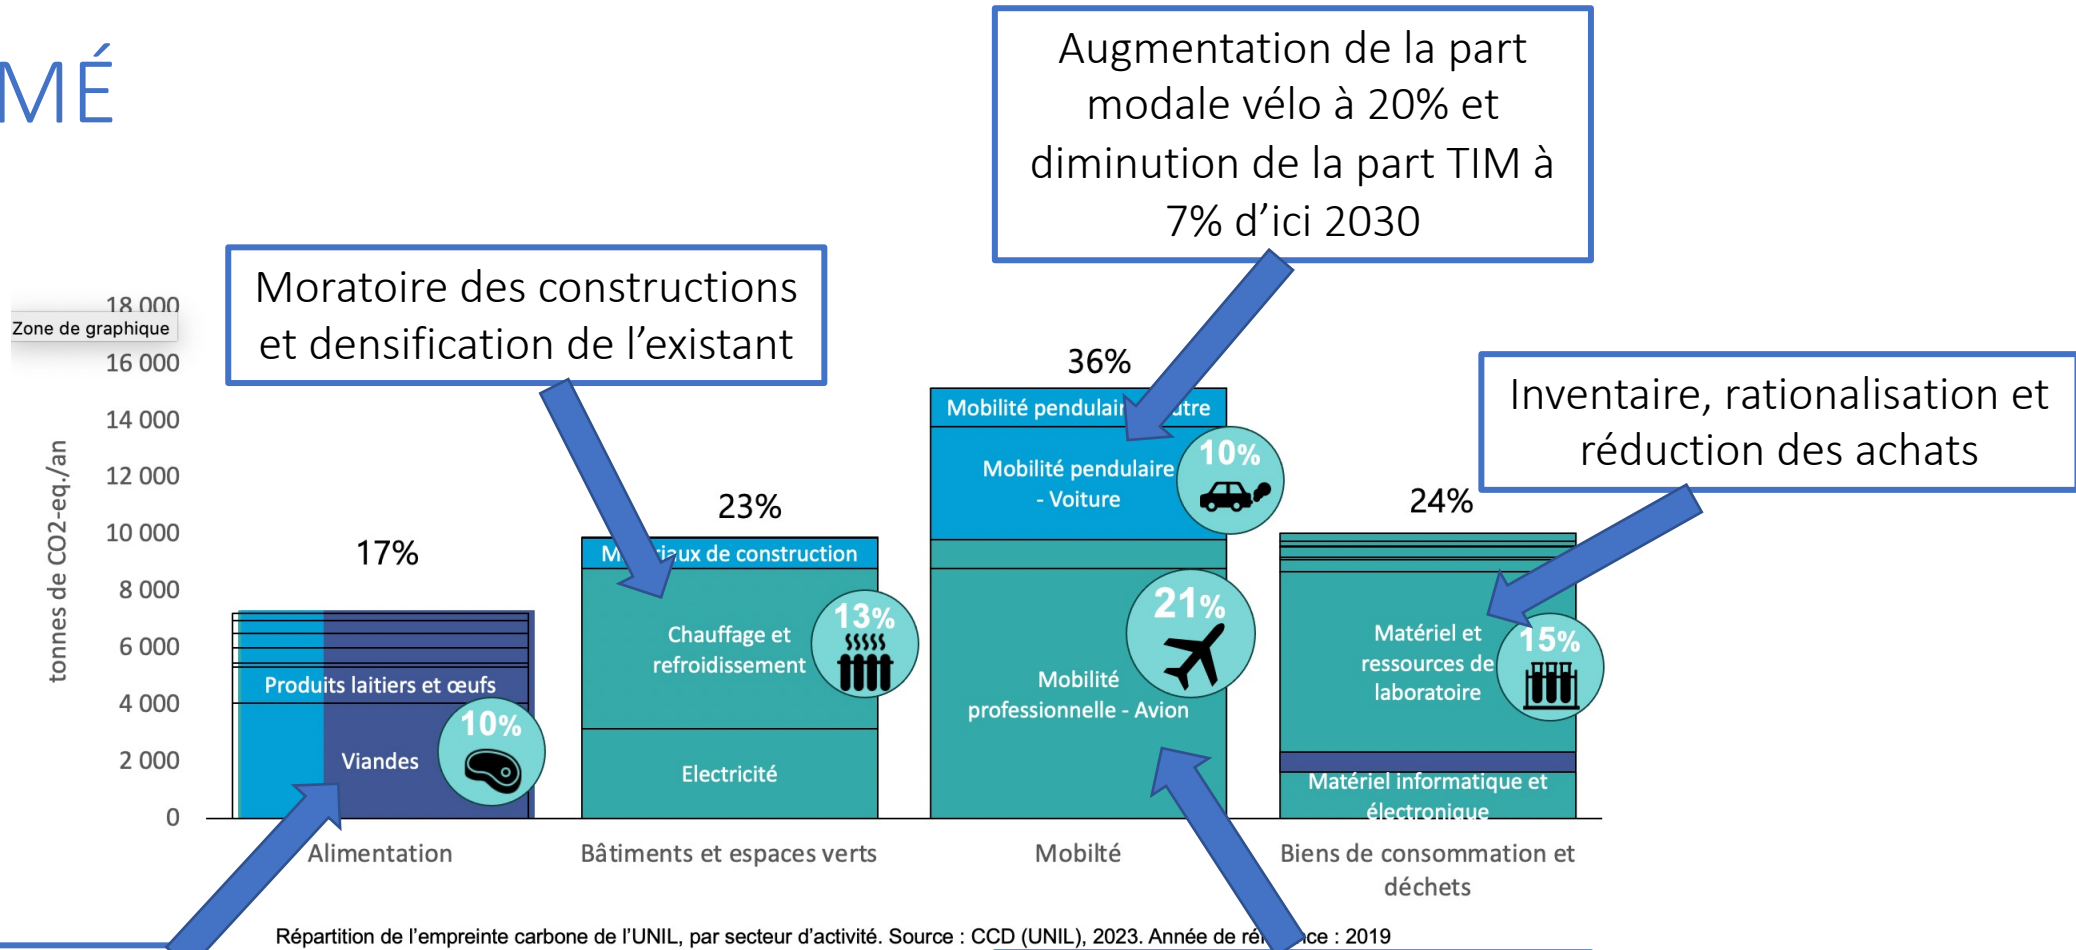 MÉ
Augmentation de la part
modale vélo à 20% et
diminution de la part TIM à
7% d’ici 2030
Moratoire des constructions
et densification de l’existant
Inventaire, rationalisation et
réduction des achats
18 000
Zone de graphique
16 000
14 000
12 000
10 000
8 000
6 000
4 000
2 000
0
tonnes de CO2-eq./an
17%
Produits laitiers et œufs
10%
Viandes
23%
Matériaux de construction
13%
Chauffage et
refroidissement
Electricité
36%
Mobilité pendulaire Autre
10%
Mobilité pendulaire
- Voiture
21%
Mobilité
professionnelle - Avion
24%
Matériel et
ressources de
laboratoire
15%
Matériel informatique et
électronique
Alimentation
Bâtiments et espaces verts
Mobilté
Biens de consommation et
déchets
Répartition de l’empreinte carbone de l’UNIL, par secteur d’activité. Source : CCD (UNIL), 2023. Année de référence : 2019